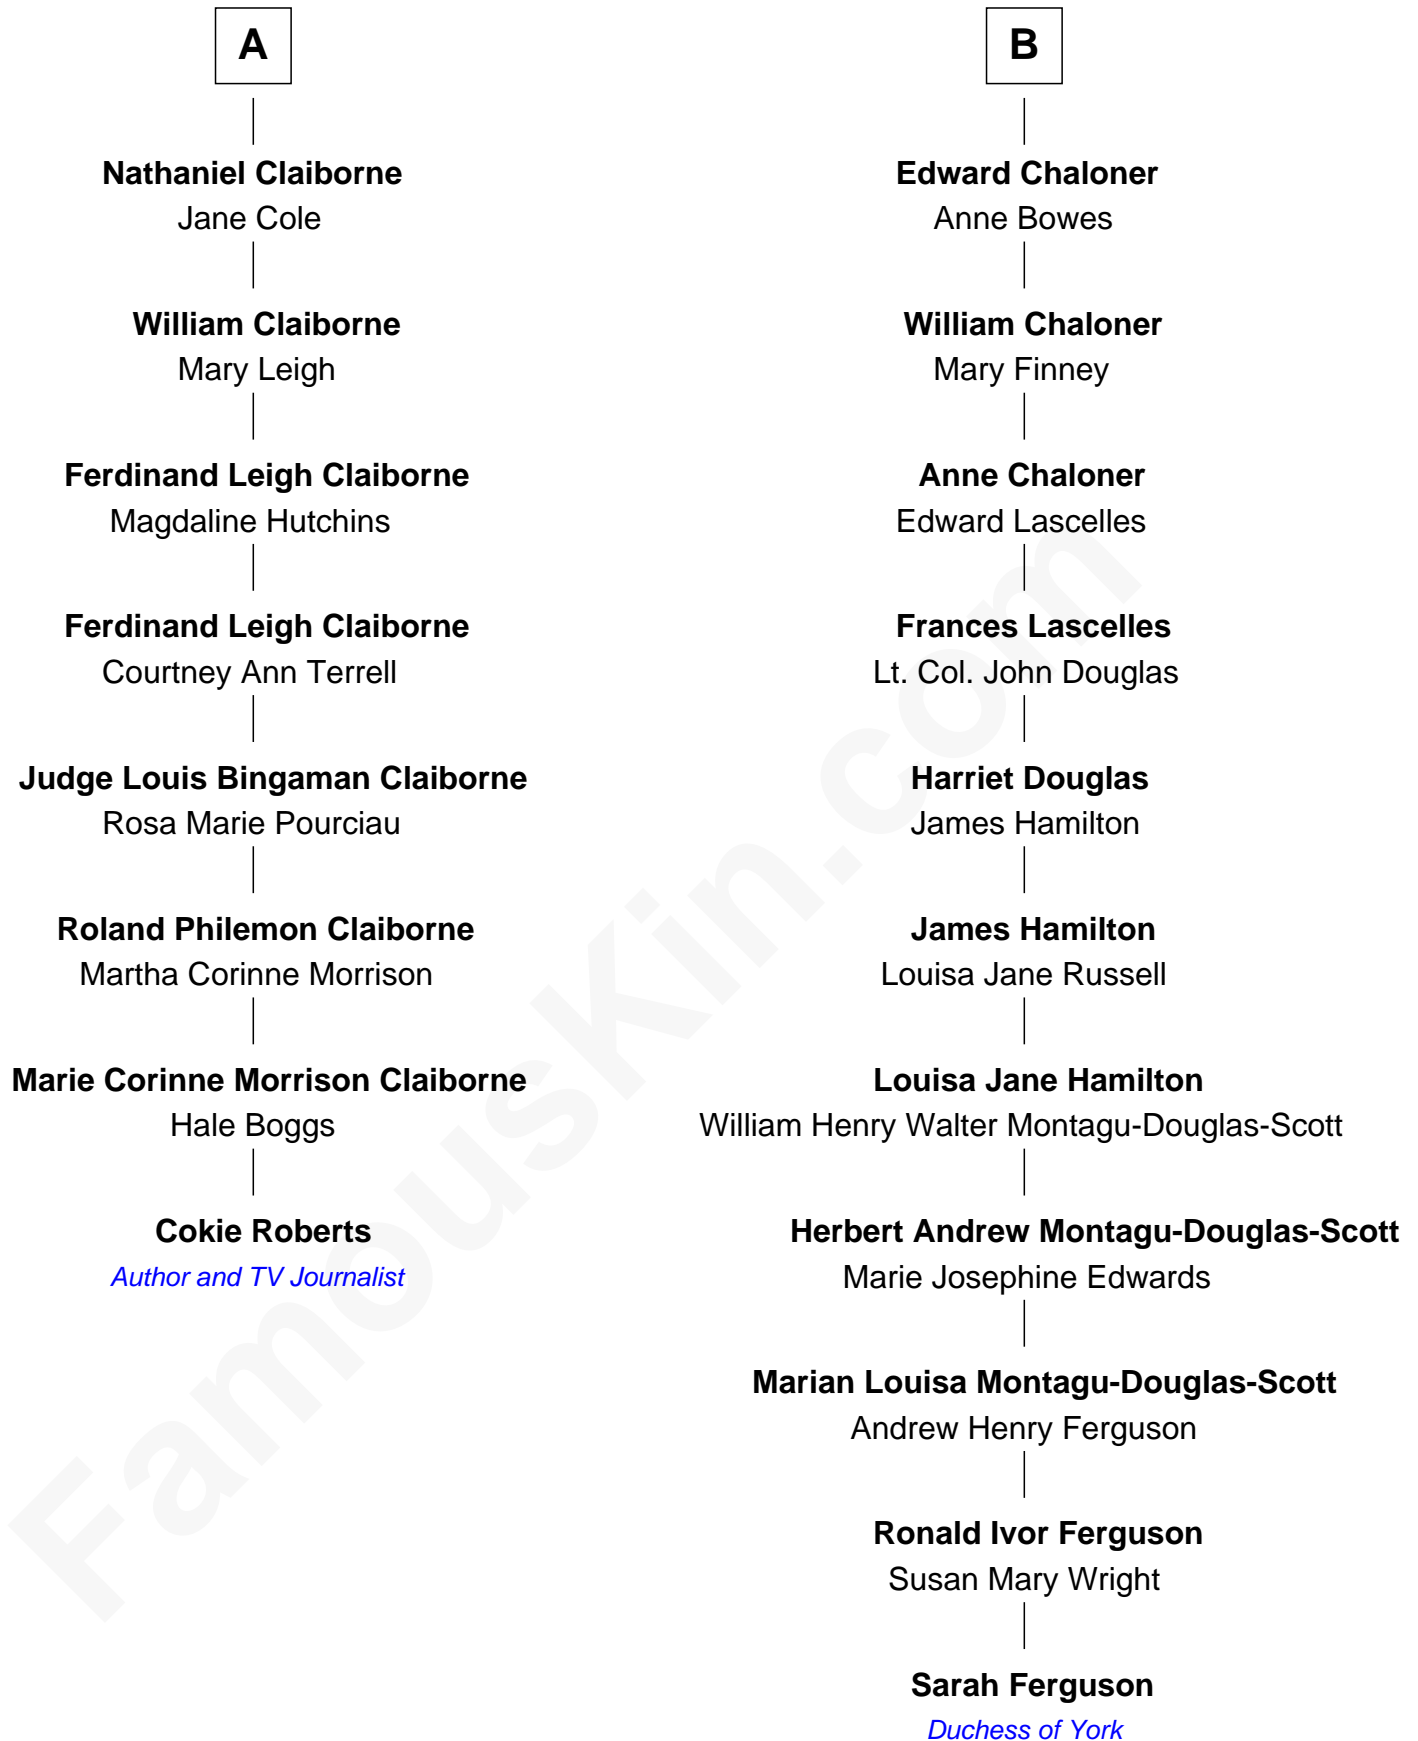 A
Nathaniel Claiborne
Jane Cole
William Claiborne
Mary Leigh
Ferdinand Leigh Claiborne
Magdaline Hutchins
Ferdinand Leigh Claiborne
Courtney Ann Terrell
Judge Louis Bingaman Claiborne
Rosa Marie Pourciau
Roland Philemon Claiborne
Martha Corinne Morrison
Marie Corinne Morrison Claiborne
Hale Boggs
Cokie Roberts
Author and TV Journalist
B
Edward Chaloner
Anne Bowes
William Chaloner
Mary Finney
Anne Chaloner
Edward Lascelles
Frances Lascelles
Lt. Col. John Douglas
Harriet Douglas
James Hamilton
James Hamilton
Louisa Jane Russell
Louisa Jane Hamilton
William Henry Walter Montagu-Douglas-Scott
Herbert Andrew Montagu-Douglas-Scott
Marie Josephine Edwards
Marian Louisa Montagu-Douglas-Scott
Andrew Henry Ferguson
Ronald Ivor Ferguson
Susan Mary Wright
Sarah Ferguson
Duchess of York
FamousKin.com